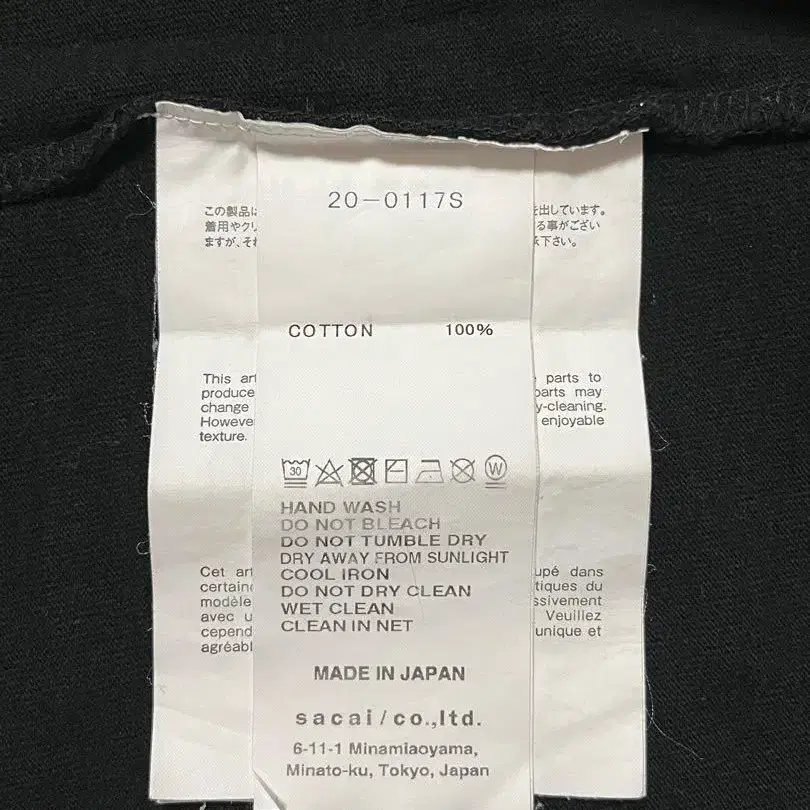 20-0117S
この製品は
着用やクリ
ますが、それ
を出しています。
る事がござい
承下さい。
COTTON 100%
This art
produce
change
Howeve
texture.
parts to
parts may
y-cleaning.
enjoyable
30
W
HAND WASH
DO NOT BLEACH
DO NOT TUMBLE DRY
DRY AWAY FROM SUNLIGHT
COOL IRON
DO NOT DRY CLEAN
WET CLEAN
CLEAN IN NET
Cet art
certaine
modèle
avec u
cepend
agréabl
upé dans
tiques du
ssivement
Veuillez
unique et
MADE IN JAPAN
sacai/co.,ltd.
6-11-1 Minamiaoyama,
Minato-ku, Tokyo, Japan